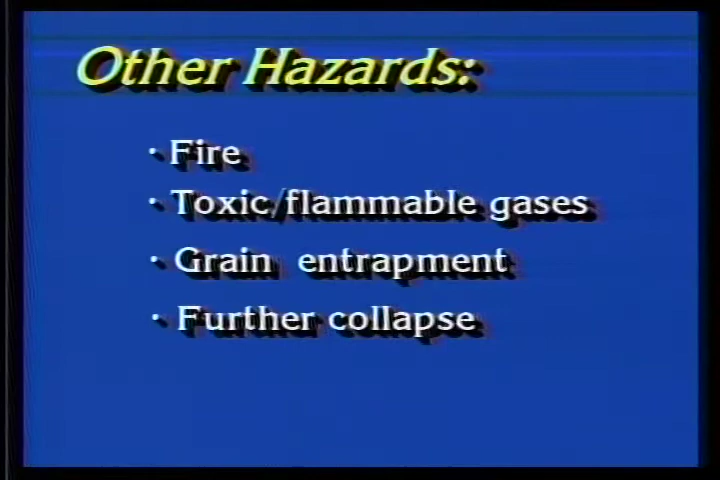 Other Hazards:
• Fire
• Toxic/flammable gases
• Grain entrapment
• Further collapse